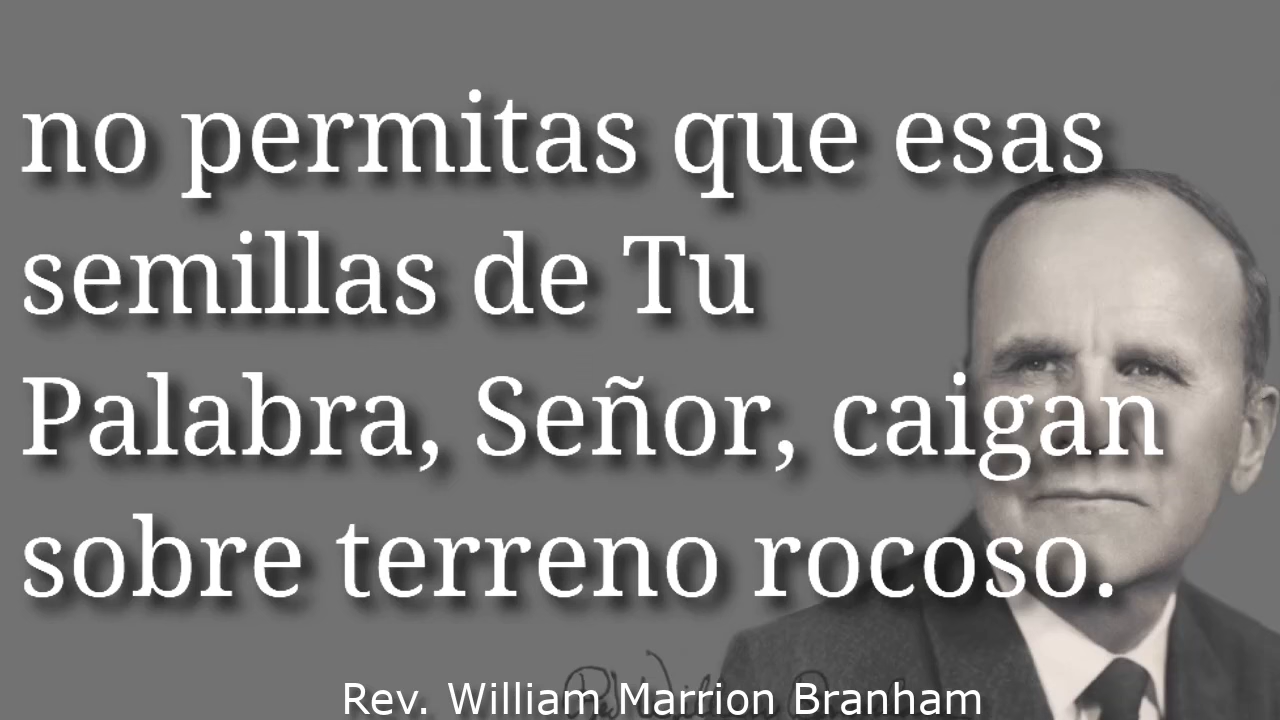 no permitas que esas
semillas de Tu
Palabra, Señor, caigan
sobre terreno rocoso.
Rev. William Marrion Branham